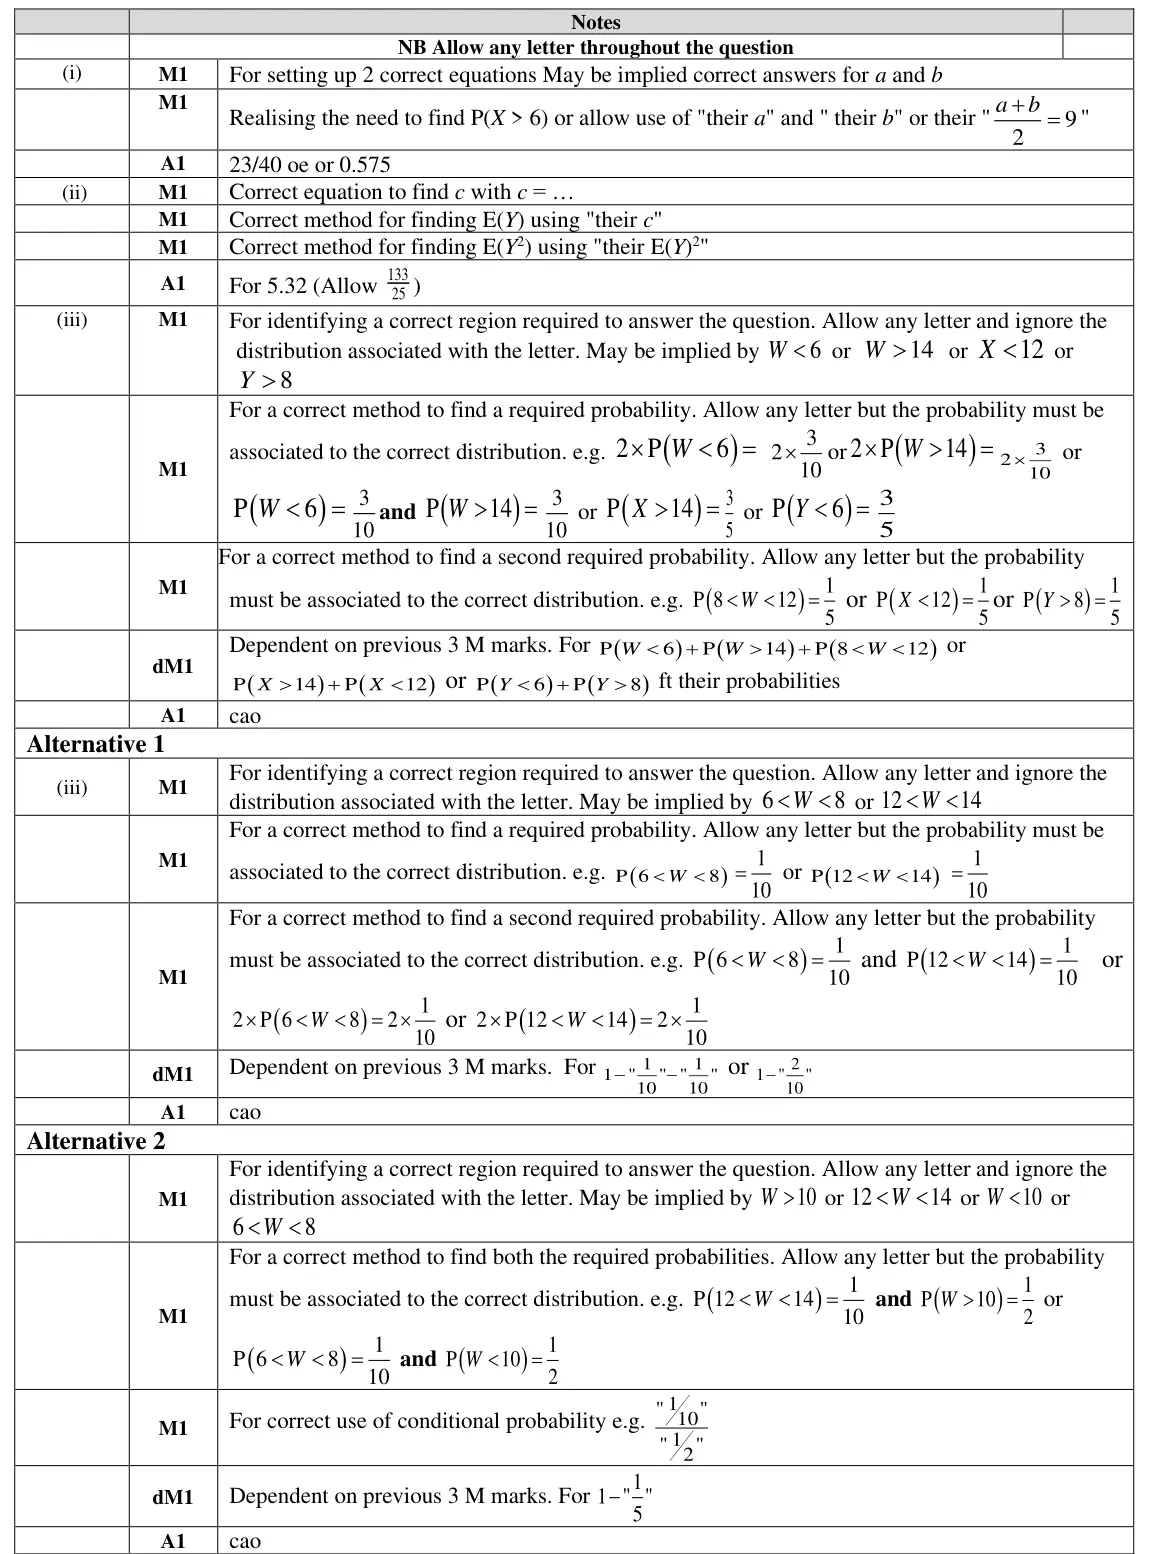 Notes
NB Allow any letter throughout the question
(i) M1 For setting up 2 correct equations May be implied correct answers for a and b
M1 Realising the need to find P(X > 6) or allow use of "their a" and " their b" or their "(a+b)/2 = 9"
A1 23/40 oe or 0.575
(ii) M1 Correct equation to find c with c = …
M1 Correct method for finding E(Y) using "their c"
M1 Correct method for finding E(Y²) using "their E(Y)²"
A1 For 5.32 (Allow 133/25)
(iii) M1 For identifying a correct region required to answer the question. Allow any letter and ignore the
distribution associated with the letter. May be implied by W < 6 or W > 14 or X < 12 or
Y > 8
For a correct method to find a required probability. Allow any letter but the probability must be
M1 associated to the correct distribution. e.g. 2×P(W < 6) = 2×3/10 or 2×P(W > 14) = 2×3/10 or
P(W < 6) = 3/10 and P(W > 14) = 3/10 or P(X > 14) = 3/5 or P(Y < 6) = 3/5
For a correct method to find a second required probability. Allow any letter but the probability
M1 must be associated to the correct distribution. e.g. P(8 < W < 12) = 1/5 or P(X < 12) = 1/5 or P(Y > 8) = 1/5
dM1 Dependent on previous 3 M marks. For P(W < 6) + P(W > 14) + P(8 < W < 12) or
P(X > 14) + P(X < 12) or P(Y < 6) + P(Y > 8) ft their probabilities
A1 cao
Alternative 1
(iii) M1 For identifying a correct region required to answer the question. Allow any letter and ignore the
distribution associated with the letter. May be implied by 6 < W < 8 or 12 < W < 14
For a correct method to find a required probability. Allow any letter but the probability must be
M1 associated to the correct distribution. e.g. P(6 < W < 8) = 1/10 or P(12 < W < 14) = 1/10
For a correct method to find a second required probability. Allow any letter but the probability
M1 must be associated to the correct distribution. e.g. P(6 < W < 8) = 1/10 and P(12 < W < 14) = 1/10 or
2×P(6 < W < 8) = 2×1/10 or 2×P(12 < W < 14) = 2×1/10
dM1 Dependent on previous 3 M marks. For 1−"1/10"−"1/10" or 1−"2/10"
A1 cao
Alternative 2
For identifying a correct region required to answer the question. Allow any letter and ignore the
M1 distribution associated with the letter. May be implied by W > 10 or 12 < W < 14 or W < 10 or
6 < W < 8
For a correct method to find both the required probabilities. Allow any letter but the probability
M1 must be associated to the correct distribution. e.g. P(12 < W < 14) = 1/10 and P(W > 10) = 1/2 or
P(6 < W < 8) = 1/10 and P(W < 10) = 1/2
M1 For correct use of conditional probability e.g. "1/10" / "1/2"
dM1 Dependent on previous 3 M marks. For 1−"1/5"
A1 cao